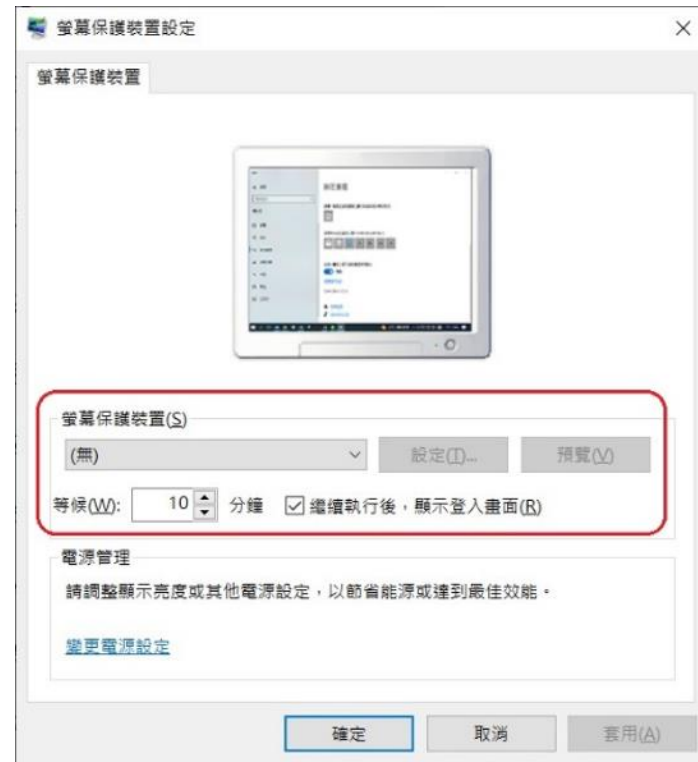 螢幕保護裝置設定
螢幕保護裝置
螢幕保護裝置(S)
(無) 設定(T)... 預覽(V)
等候(W): 10 分鐘 繼續執行後，顯示登入畫面(R)
電源管理
請調整顯示亮度或其他電源設定，以節省能源或達到最佳效能。
變更電源設定
確定 取消 套用(A)